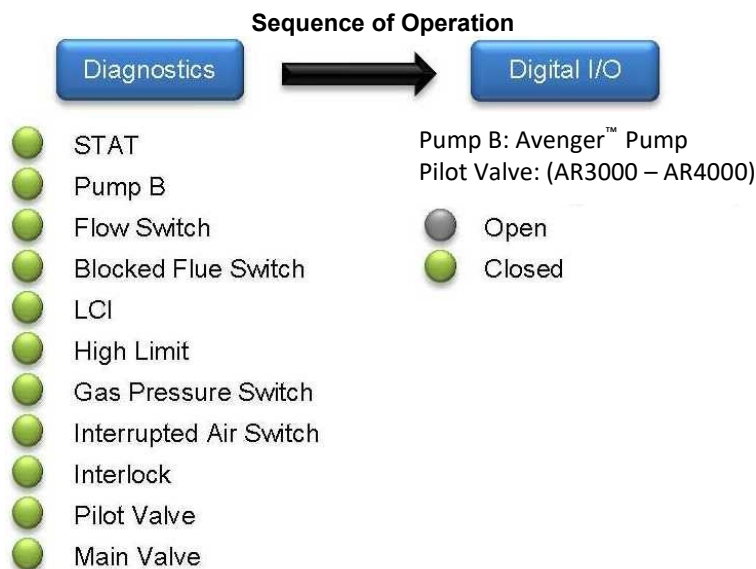 Sequence of Operation
Diagnostics
Digital I/O
STAT
Pump B
Flow Switch
Blocked Flue Switch
LCI
High Limit
Gas Pressure Switch
Interrupted Air Switch
Interlock
Pilot Valve
Main Valve
Pump B: Avenger™ Pump
Pilot Valve: (AR3000 – AR4000)
Open
Closed